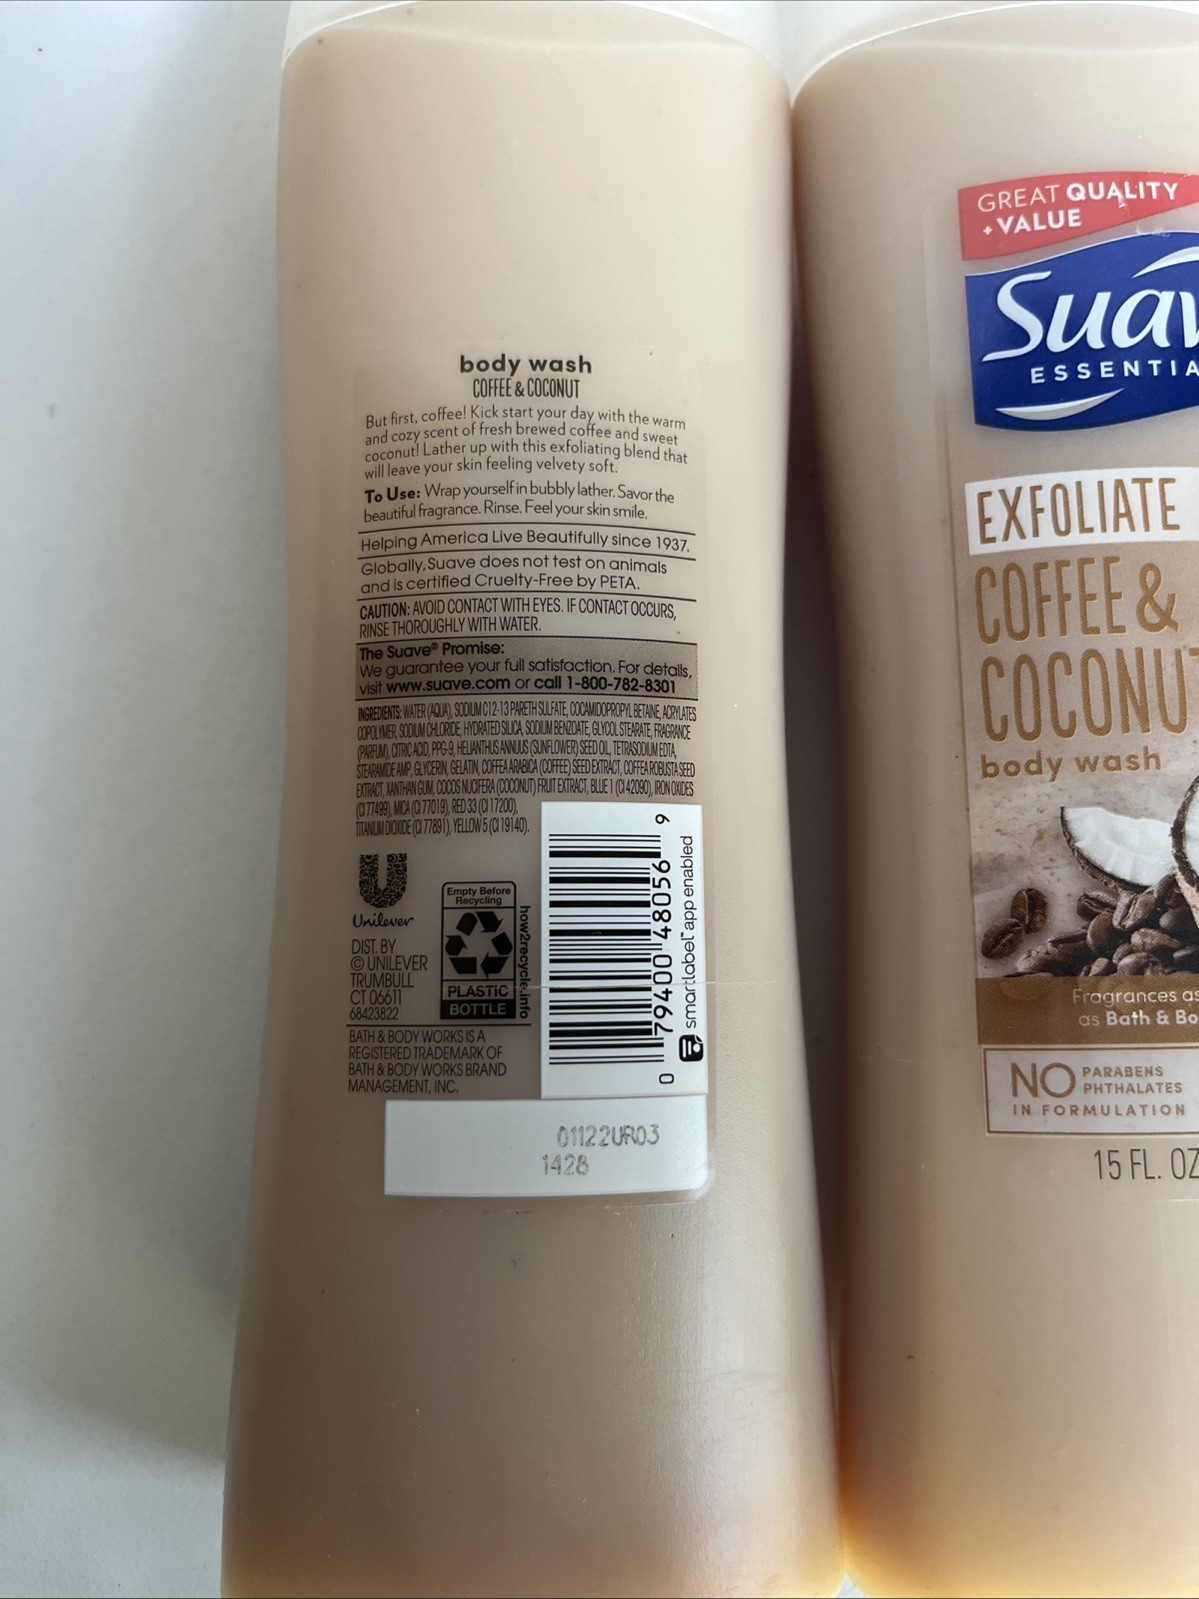 body wash
COFFEE & COCONUT
But first, coffee! Kick start your day with the warm
and cozy scent of fresh brewed coffee and sweet
coconut! Lather up with this exfoliating blend that
will leave your skin feeling velvety soft.
To Use: Wrap yourself in bubbly lather. Savor the
beautiful fragrance. Rinse. Feel your skin smile.
Helping America Live Beautifully since 1937.
Globally, Suave does not test on animals
and is certified Cruelty-Free by PETA.
CAUTION: AVOID CONTACT WITH EYES. IF CONTACT OCCURS,
RINSE THOROUGHLY WITH WATER.
The Suave® Promise:
We guarantee your full satisfaction. For details,
visit www.suave.com or call 1-800-782-8301
INGREDIENTS: WATER (AQUA), SODIUM C12-13 PARETH SULFATE, COCAMIDOPROPYL BETAINE, ACRYLATES
COPOLYMER, SODIUM CHLORIDE, HYDRATED SILICA, SODIUM BENZOATE, GLYCOL STEARATE, FRAGRANCE
(PARFUM), CITRIC ACID, PPG-9, HELIANTHUS ANNUUS (SUNFLOWER) SEED OIL, TETRASODIUM EDTA,
STEARAMIDE AMP, GLYCERIN, GELATIN, COFFEA ARABICA (COFFEE) SEED EXTRACT, COFFEA ROBUSTA SEED
EXTRACT, XANTHAN GUM, COCOS NUCIFERA (COCONUT) FRUIT EXTRACT, BLUE 1 (CI 42090), IRON OXIDES
(CI 77499), MICA (CI 77019), RED 33 (CI 17200),
TITANIUM DIOXIDE (CI 77891), YELLOW 5 (CI 19140).
Unilever
DIST. BY
© UNILEVER
TRUMBULL
CT 06611
68423822
Empty Before
Recycling
PLASTIC
BOTTLE
how2recycle.info
0 79400 48056 9
smartlabel™ app enabled
BATH & BODY WORKS IS A
REGISTERED TRADEMARK OF
BATH & BODY WORKS BRAND
MANAGEMENT, INC.
01122UR03
1428
GREAT QUALITY
+ VALUE
Suav
ESSENTIA
EXFOLIATE
COFFEE &
COCONUT
body wash
Fragrances as
as Bath & Bo
NO PARABENS
PHTHALATES
IN FORMULATION
15 FL. OZ